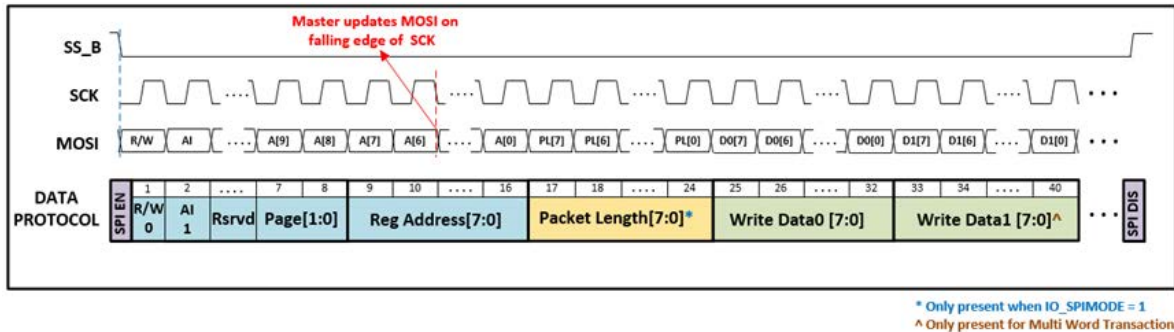 Master updates MOSI on
falling edge of SCK
SS_B
SCK
.... .... .... .... .... .... •••
MOSI
R/W AI .... A[9] A[8] A[7] A[6] .... A[0] PL[7] PL[6] .... PL[0] D0[7] D0[6] .... D0[0] D1[7] D1[6] .... D1[0] •••
DATA
PROTOCOL
SPI EN
1 2 .... 7 8 9 10 .... 16 17 18 .... 24 25 26 .... 32 33 34 .... 40
R/W
0
AI
1
Rsrvd
Page[1:0]
Reg Address[7:0]
Packet Length[7:0]*
Write Data0 [7:0]
Write Data1 [7:0]^
•••
SPI DIS
* Only present when IO_SPIMODE = 1
^ Only present for Multi Word Transaction